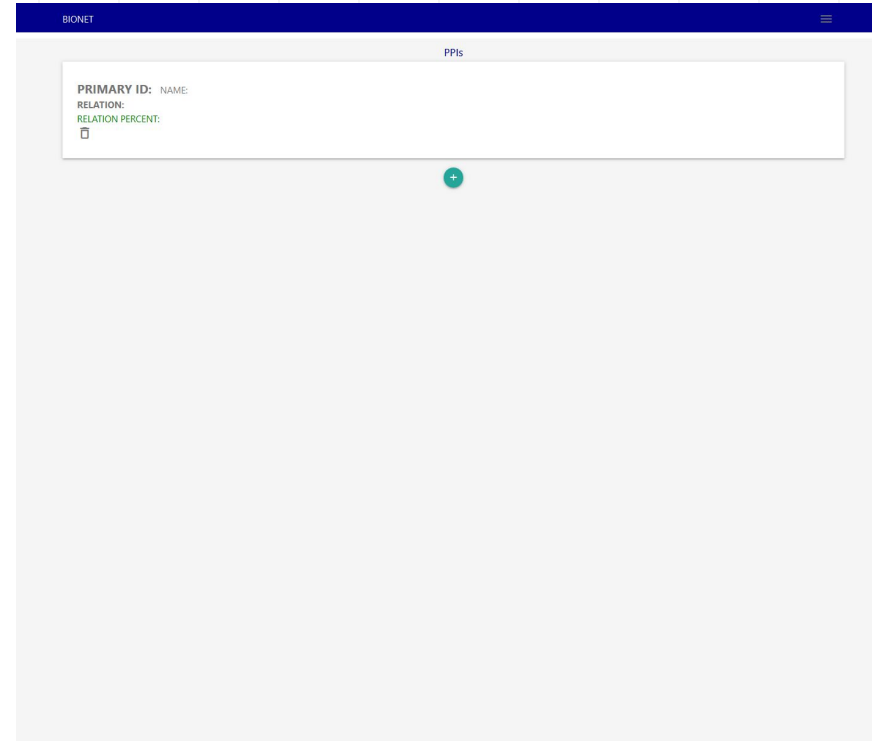 BIONET
PPIs
PRIMARY ID: NAME:
RELATION:
RELATION PERCENT:
+